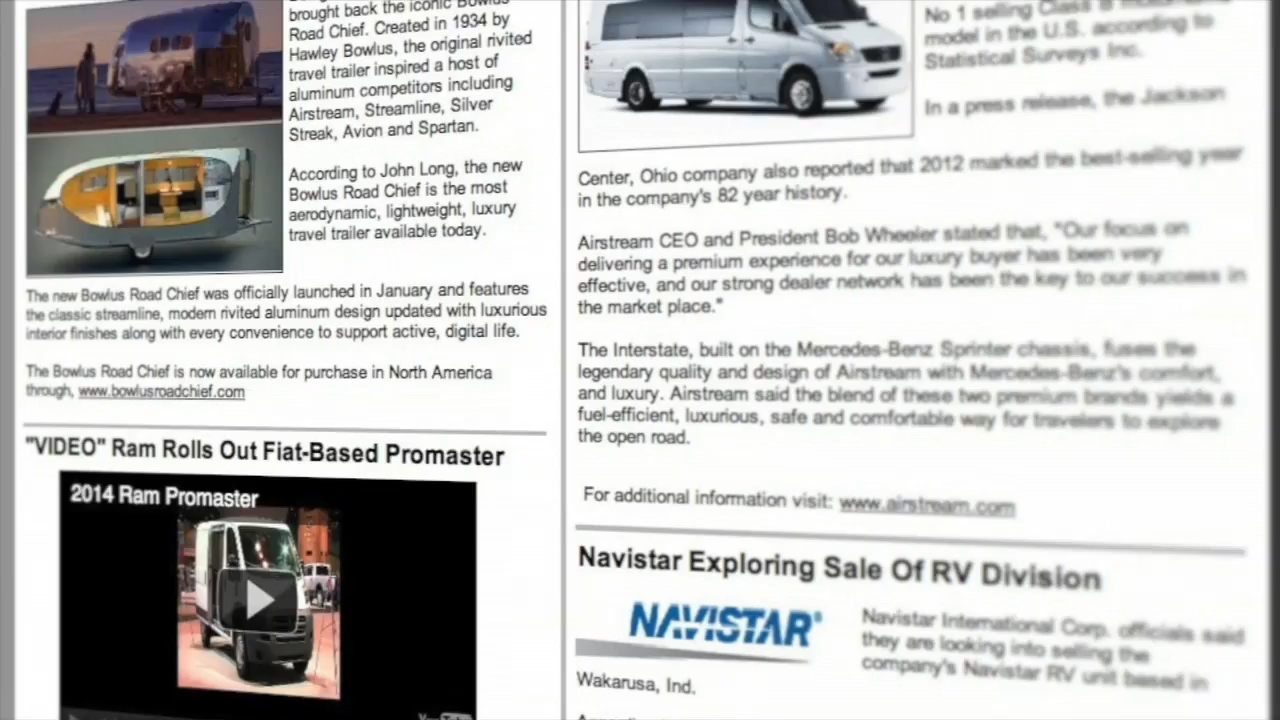 brought back the iconic Bowlus
Road Chief. Created in 1934 by
Hawley Bowlus, the original rivited
travel trailer inspired a host of
aluminum competitors including
Airstream, Streamline, Silver
Streak, Avion and Spartan.
According to John Long, the new
Bowlus Road Chief is the most
aerodynamic, lightweight, luxury
travel trailer available today.
The new Bowlus Road Chief was officially launched in January and features
the classic streamline, modern rivited aluminum design updated with luxurious
interior finishes along with every convenience to support active, digital life.
The Bowlus Road Chief is now available for purchase in North America
through, www.bowlusroadchief.com
"VIDEO" Ram Rolls Out Fiat-Based Promaster
2014 Ram Promaster
No 1 selling Class B
model in the U.S. according to
Statistical Surveys Inc.
In a press release, the Jackson
Center, Ohio company also reported that 2012 marked the best-selling year
in the company's 82 year history.
Airstream CEO and President Bob Wheeler stated that, "Our focus on
delivering a premium experience for our luxury buyer has been very
effective, and our strong dealer network has been the key to our success in
the market place."
The Interstate, built on the Mercedes-Benz Sprinter chassis, fuses the
legendary quality and design of Airstream with Mercedes-Benz's comfort,
and luxury. Airstream said the blend of these two premium brands yields a
fuel-efficient, luxurious, safe and comfortable way for travelers to explore
the open road.
For additional information visit: www.airstream.com
Navistar Exploring Sale Of RV Division
NAVISTAR®
Navistar International Corp. officials said
they are looking into selling the
company's Navistar RV unit based in
Wakarusa, Ind.